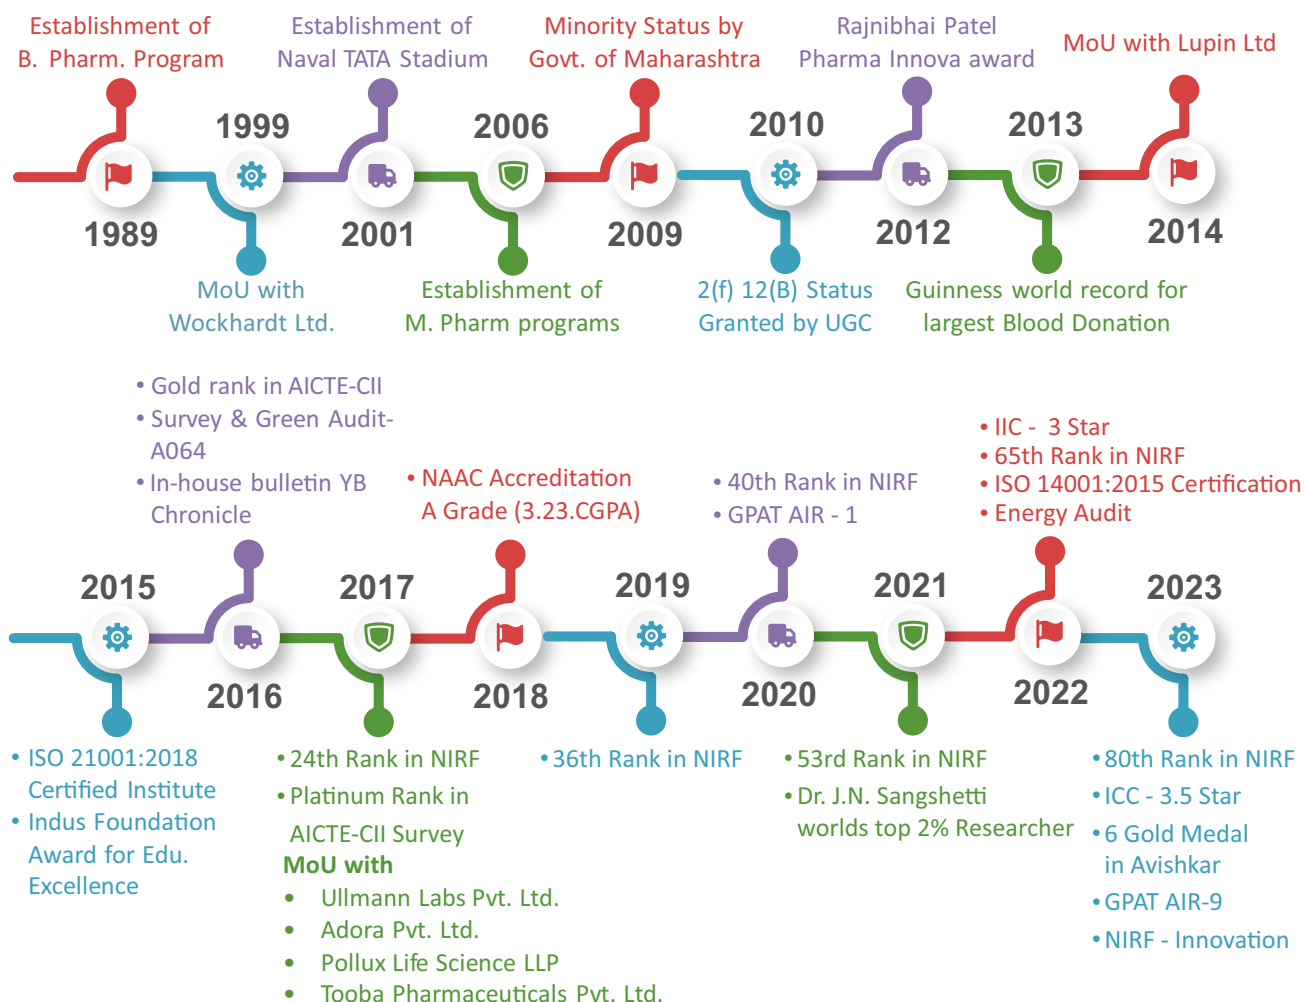 Establishment of
B. Pharm. Program
Establishment of
Naval TATA Stadium
Minority Status by
Govt. of Maharashtra
Rajnibhai Patel
Pharma Innova award
MoU with Lupin Ltd
1999
2006
2010
2013
1989
2001
2009
2012
2014
MoU with
Wockhardt Ltd.
Establishment of
M. Pharm programs
2(f) 12(B) Status
Granted by UGC
Guinness world record for
largest Blood Donation
• Gold rank in AICTE-CII
• Survey & Green Audit-
A064
• In-house bulletin YB
Chronicle
• NAAC Accreditation
A Grade (3.23.CGPA)
• 40th Rank in NIRF
• GPAT AIR - 1
• IIC - 3 Star
• 65th Rank in NIRF
• ISO 14001:2015 Certification
• Energy Audit
2015
2017
2019
2021
2023
2016
2018
2020
2022
• ISO 21001:2018
Certified Institute
• Indus Foundation
Award for Edu.
Excellence
• 24th Rank in NIRF
• Platinum Rank in
AICTE-CII Survey
MoU with
• Ullmann Labs Pvt. Ltd.
• Adora Pvt. Ltd.
• Pollux Life Science LLP
• Tooba Pharmaceuticals Pvt. Ltd.
• 36th Rank in NIRF
• 53rd Rank in NIRF
• Dr. J.N. Sangshetti
worlds top 2% Researcher
• 80th Rank in NIRF
• ICC - 3.5 Star
• 6 Gold Medal
in Avishkar
• GPAT AIR-9
• NIRF - Innovation